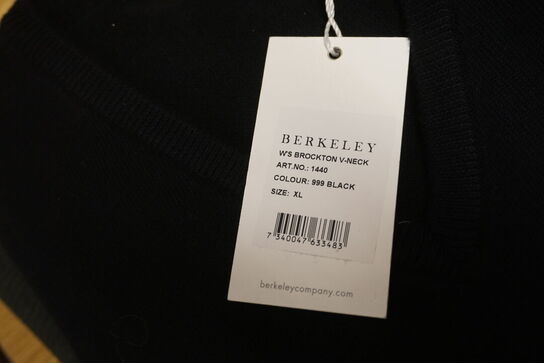 BERKELEY
W'S BROCKTON V-NECK
ART.NO.: 1440
COLOUR: 999 BLACK
SIZE: XL
7 340047 633483
berkeleycompany.com